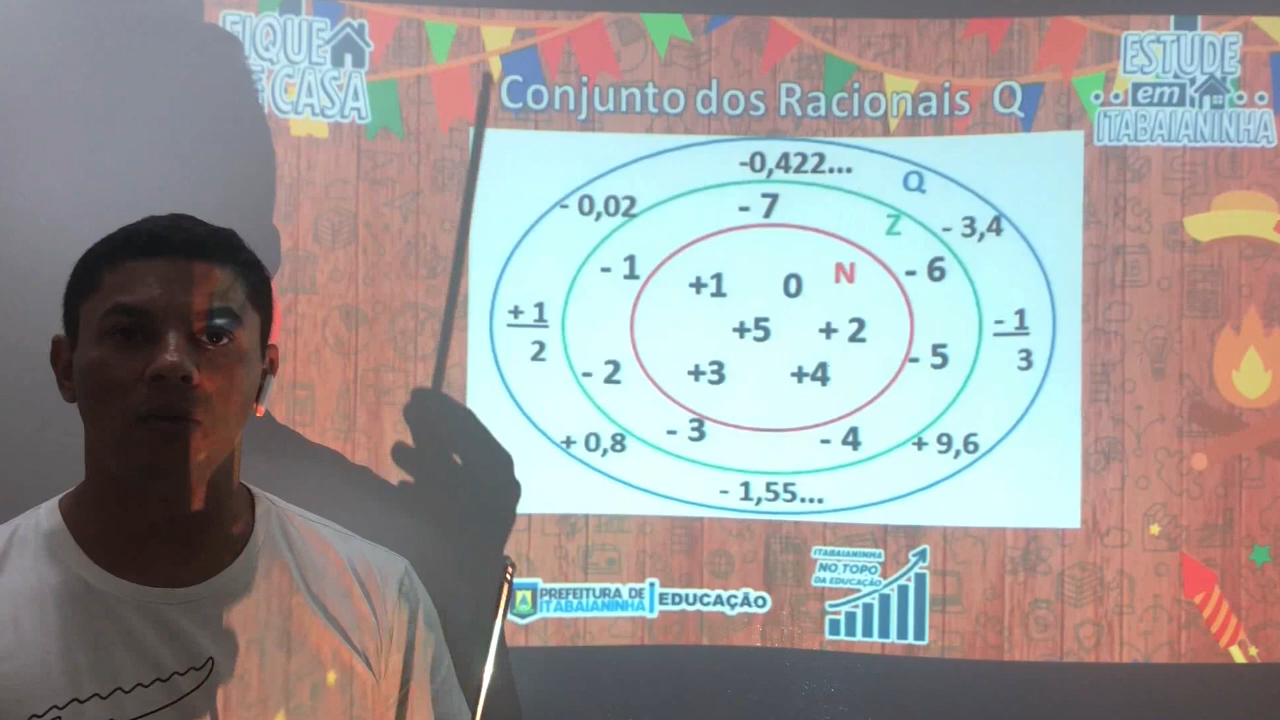 FIQUE
CASA
ESTUDE
em
ITABAIANINHA
Conjunto dos Racionais Q
-0,422...
Q
- 0,02
- 7
Z
- 3,4
- 1
+1
0
N
- 6
+ 1
2
+5
+ 2
- 1
3
- 2
+3
+4
- 5
+ 0,8
- 3
- 4
+ 9,6
- 1,55...
ITABAIANINHA
NO TOPO
DA EDUCAÇÃO
PREFEITURA DE
ITABAIANINHA
EDUCAÇÃO